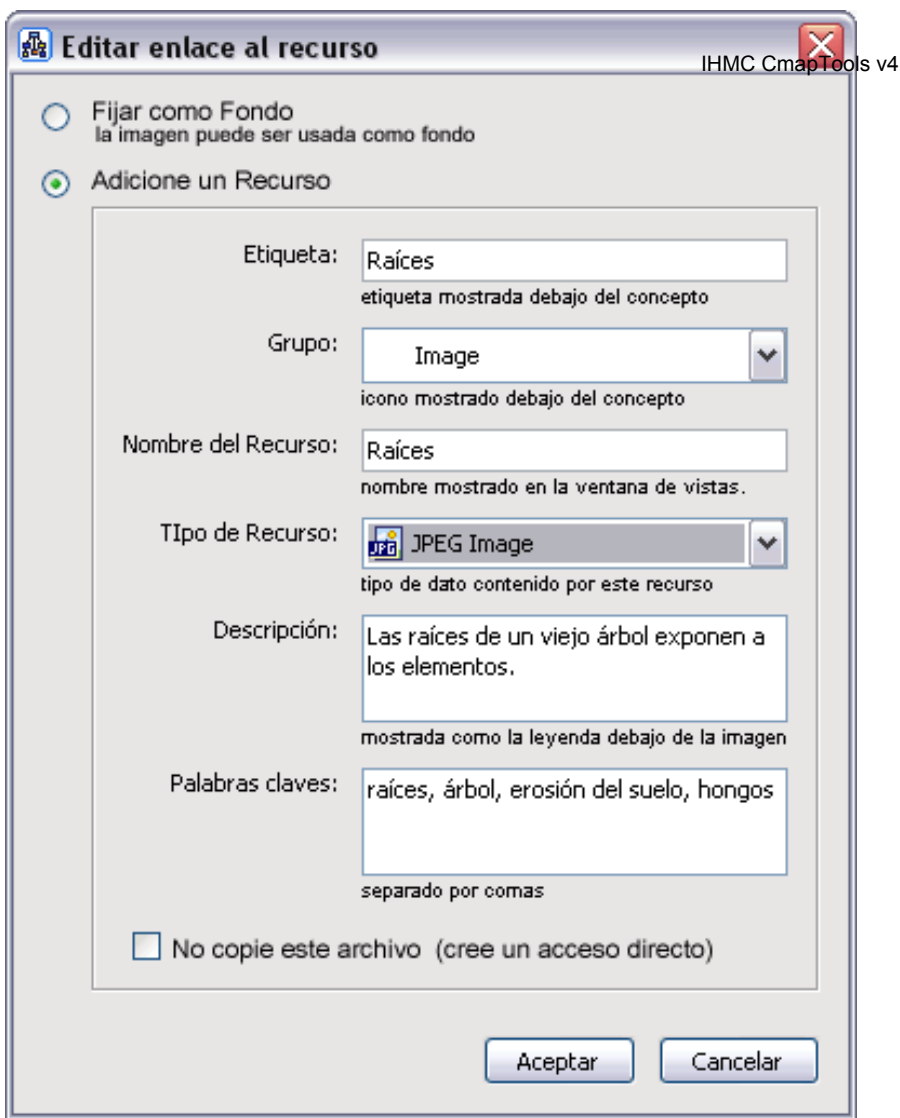 Editar enlace al recurso
IHMC CmapTools v4
Fijar como Fondo
la imagen puede ser usada como fondo
Adicione un Recurso
Etiqueta: Raíces
etiqueta mostrada debajo del concepto
Grupo: Image
icono mostrado debajo del concepto
Nombre del Recurso: Raíces
nombre mostrado en la ventana de vistas.
TIpo de Recurso: JPG JPEG Image
tipo de dato contenido por este recurso
Descripción: Las raíces de un viejo árbol exponen a
los elementos.
mostrada como la leyenda debajo de la imagen
Palabras claves: raíces, árbol, erosión del suelo, hongos
separado por comas
No copie este archivo (cree un acceso directo)
Aceptar Cancelar